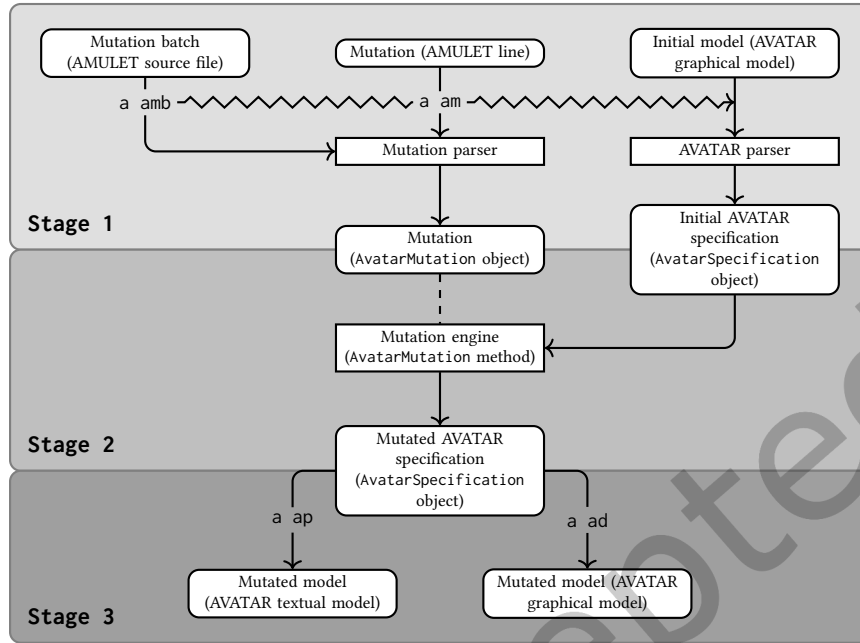 Mutation batch
(AMULET source file)
Mutation (AMULET line)
Initial model (AVATAR
graphical model)
a amb
a am
Mutation parser
AVATAR parser
Stage 1
Mutation
(AvatarMutation object)
Initial AVATAR
specification
(AvatarSpecification
object)
Mutation engine
(AvatarMutation method)
Stage 2
Mutated AVATAR
specification
(AvatarSpecification
object)
a ap
a ad
Mutated model
(AVATAR textual model)
Mutated model (AVATAR
graphical model)
Stage 3